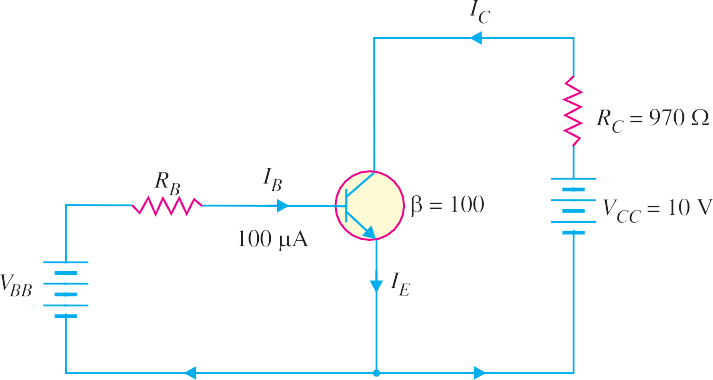 I_C
R_C = 970 Ω
R_B
I_B
β = 100
V_CC = 10 V
100 μA
V_BB
I_E